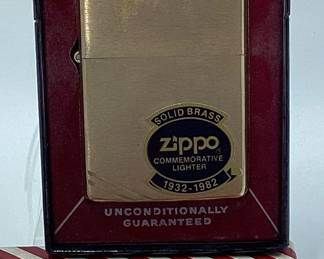 SOLID BRASS
zippo
COMMEMORATIVE
LIGHTER
1932-1982
UNCONDITIONALLY
GUARANTEED